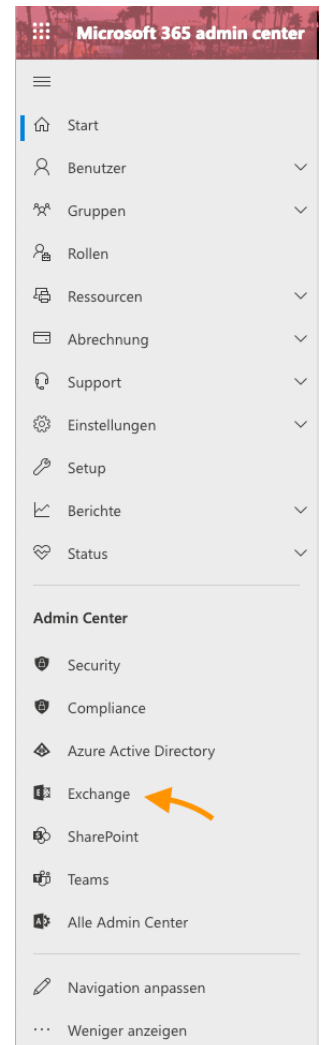 Microsoft 365 admin center
Start
Benutzer
Gruppen
Rollen
Ressourcen
Abrechnung
Support
Einstellungen
Setup
Berichte
Status
Admin Center
Security
Compliance
Azure Active Directory
Exchange
SharePoint
Teams
Alle Admin Center
Navigation anpassen
Weniger anzeigen